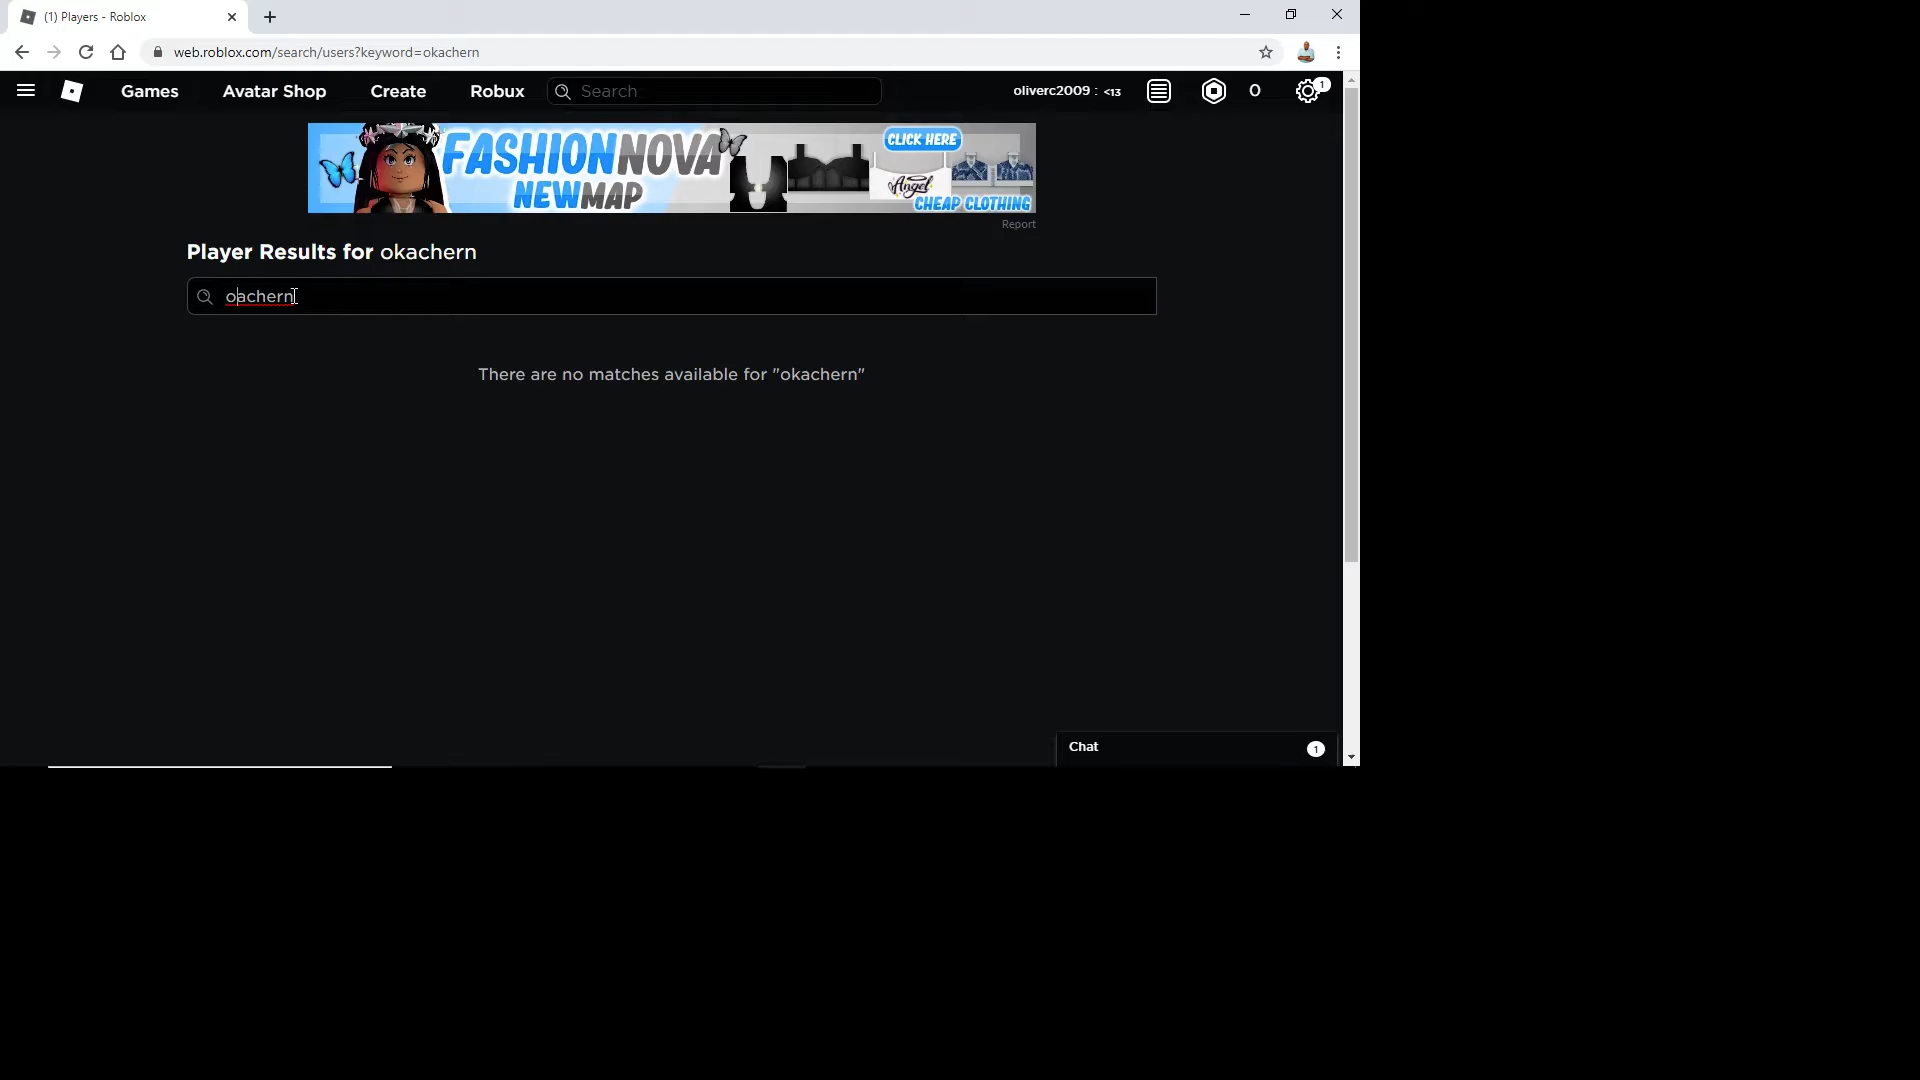 (1) Players - Roblox
web.roblox.com/search/users?keyword=okachern
Games Avatar Shop Create Robux Search oliverc2009 : <13 0 1
FASHIONNOVA
NEWMAP
CLICK HERE
Angel
CHEAP CLOTHING
Report
Player Results for okachern
oachern
There are no matches available for "okachern"
Chat 1